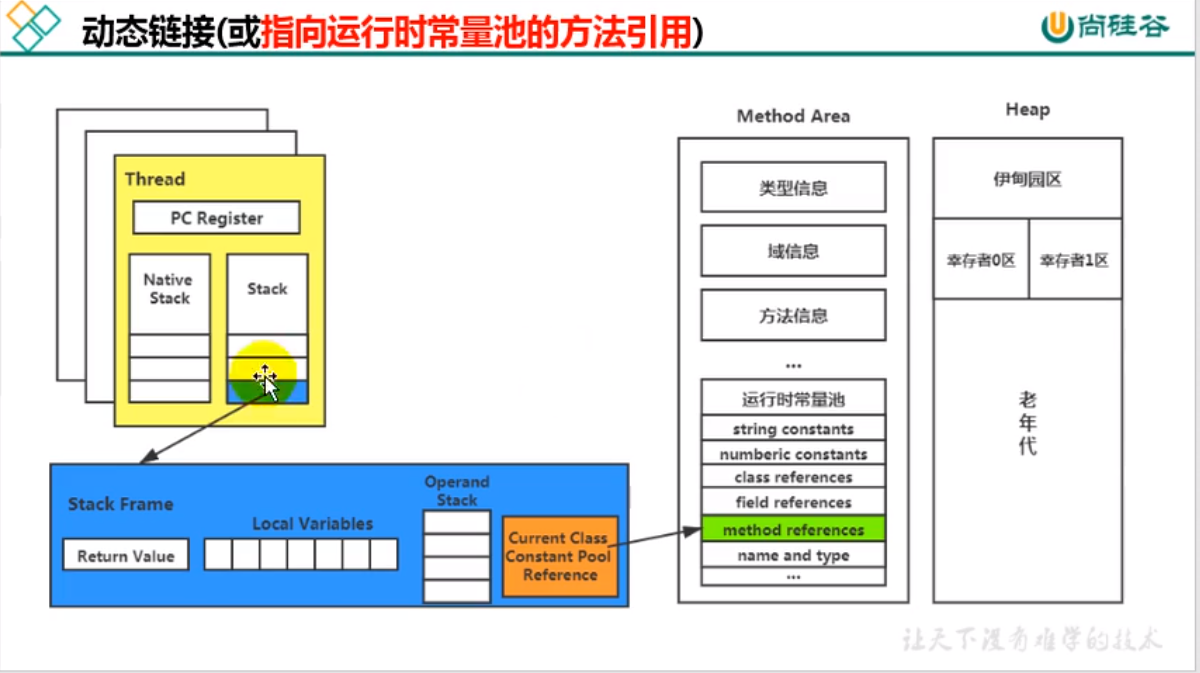 动态链接(或指向运行时常量池的方法引用)
尚硅谷
Thread
PC Register
Native
Stack
Stack
Stack Frame
Return Value
Local Variables
Operand
Stack
Current Class
Constant Pool
Reference
Method Area
类型信息
域信息
方法信息
...
运行时常量池
string constants
numberic constants
class references
field references
method references
name and type
...
Heap
伊甸园区
幸存者0区
幸存者1区
老
年
代
让天下没有难学的技术